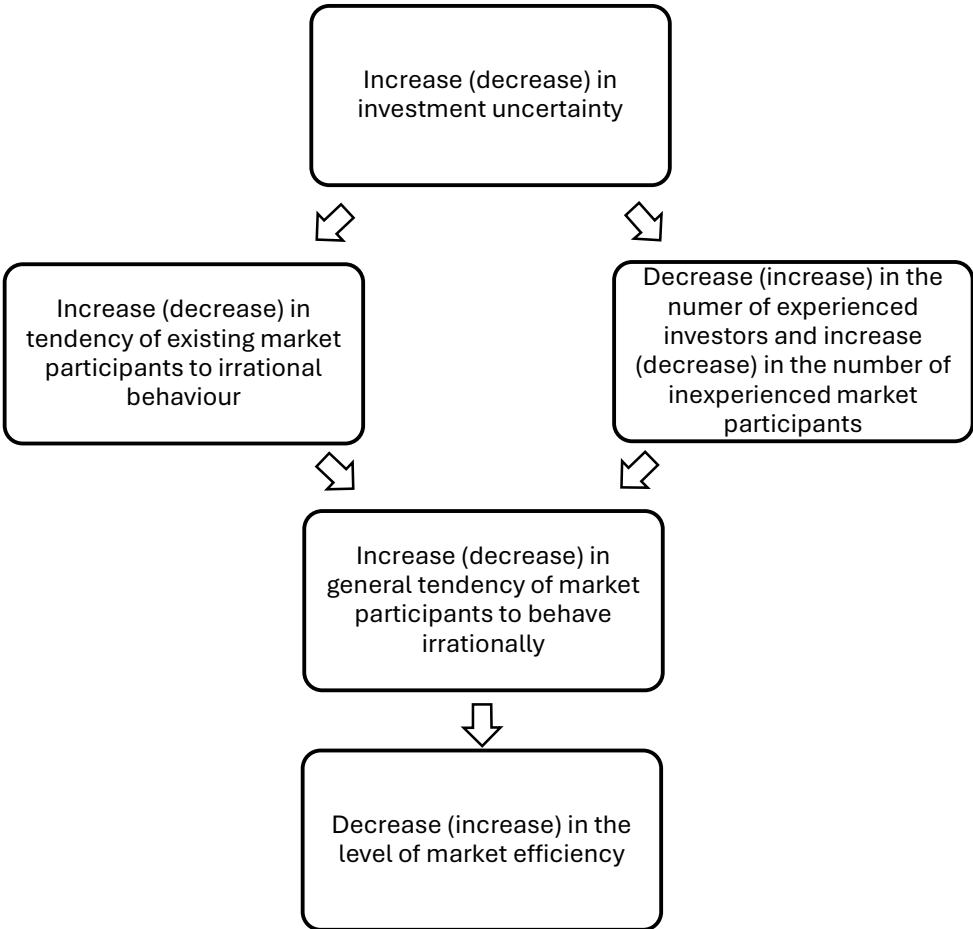 Increase (decrease) in
investment uncertainty
Increase (decrease) in
tendency of existing market
participants to irrational
behaviour
Decrease (increase) in the
numer of experienced
investors and increase
(decrease) in the number of
inexperienced market
participants
Increase (decrease) in
general tendency of market
participants to behave
irrationally
Decrease (increase) in the
level of market efficiency